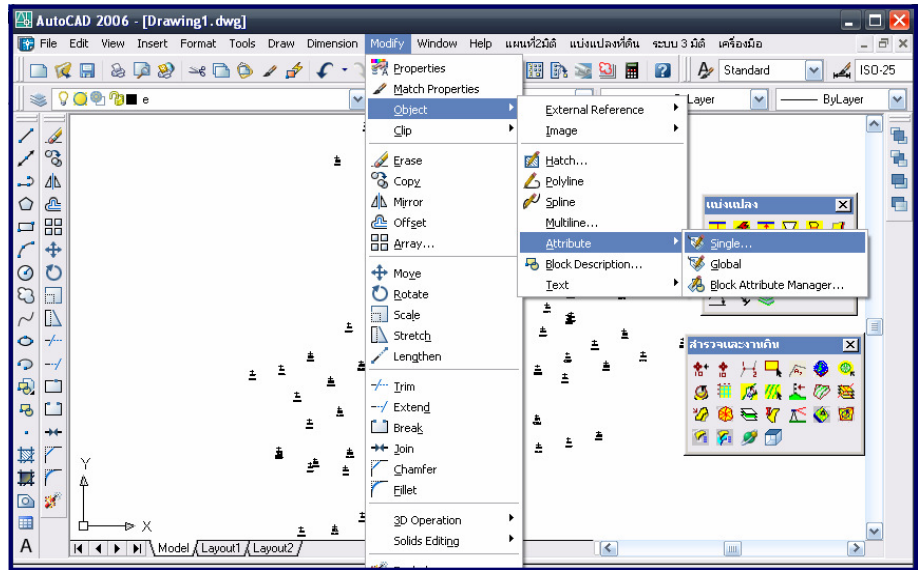 AutoCAD 2006 - [Drawing1.dwg]
File Edit View Insert Format Tools Draw Dimension Modify Window Help แผนที่2มิติ แบ่งแปลงที่ดิน ระบบ 3 มิติ เครื่องมือ
Standard ISO-25
e Layer ByLayer
Properties
Match Properties
Object
Clip
Erase
Copy
Mirror
Offset
Array...
Move
Rotate
Scale
Stretch
Lengthen
Trim
Extend
Break
Join
Chamfer
Fillet
3D Operation
Solids Editing
External Reference
Image
Hatch...
Polyline
Spline
Multiline...
Attribute
Block Description...
Text
Single...
Global
Block Attribute Manager...
แบ่งแปลง
สำรวจและงานดิน
Y
X
A
Model Layout1 Layout2